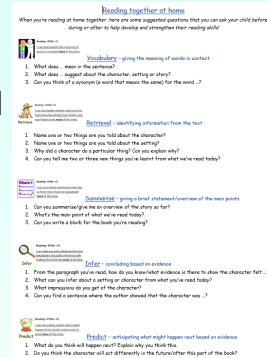 Reading together at home
When you're reading at home together, here are some suggested questions that you can ask your child before,
during or after to help develop and strengthen their reading skills!
Vocabulary - giving the meaning of words in context
1. What does ... mean in the sentence?
2. What does ... suggest about the character, setting or story?
3. Can you think of a synonym (a word that means the same) for the word ..?
Retrieve
Retrieval - identifying information from the text
1. Name one or two things you are told about the character?
2. Name one or two things you are told about the setting?
3. Why did a character do a particular thing? Can you explain why?
4. Can you tell me two or three new things you've learnt from what we've read today?
Summarise - giving a brief statement/overview of the main points
1. Can you summarise/give me an overview of the story so far?
2. What's the main point of what we've read today?
3. Can you write a blurb for the book you're reading?
Infer
Infer - concluding based on evidence
1. From the paragraph you've read, how do you know/what evidence is there to show the character felt ..?
2. What can you infer about a setting or character from what you've read today?
3. What impressions do you get of the character?
4. Can you find a sentence where the author showed that the character was ..?
Predict
Predict - anticipating what might happen next based on evidence
1. What do you think will happen next? Explain why you think this.
2. Do you think the character will act differently in the future/after this part of the book?